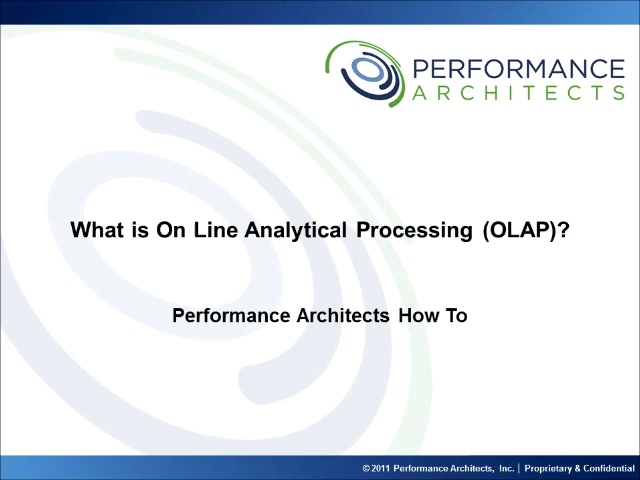 PERFORMANCE
ARCHITECTS
What is On Line Analytical Processing (OLAP)?
Performance Architects How To
© 2011 Performance Architects, Inc. | Proprietary & Confidential